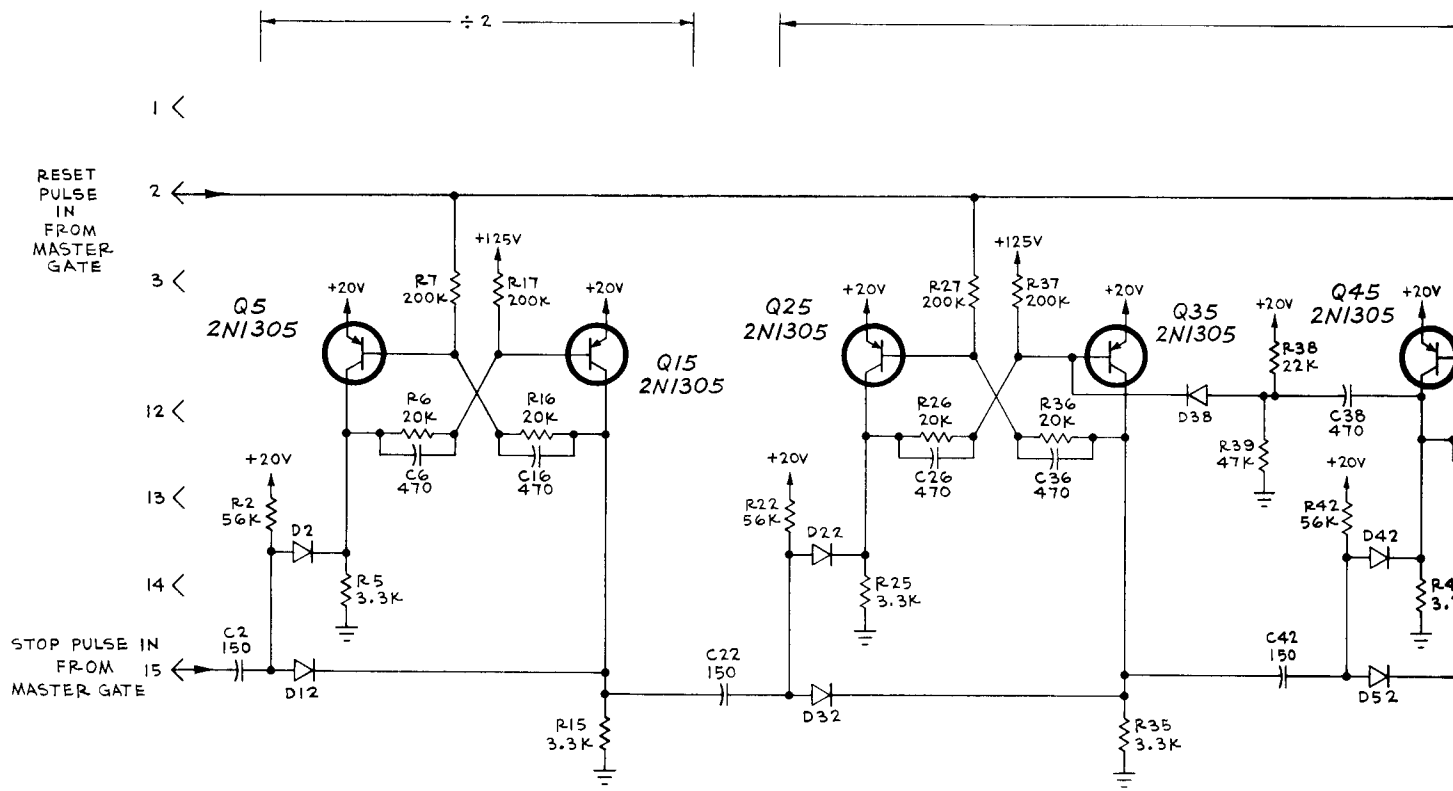 ÷ 2
1
RESET
PULSE
IN
FROM
MASTER
GATE
2
3
12
13
14
STOP PULSE IN
FROM
MASTER GATE
15
+20V
Q5
2N1305
R7
200K
+125V
R17
200K
+20V
Q15
2N1305
R6
20K
C6
470
R16
20K
C16
470
+20V
R2
56K
D2
R5
3.3K
C2
150
D12
R15
3.3K
+20V
Q25
2N1305
R27
200K
+125V
R37
200K
+20V
Q35
2N1305
R26
20K
C26
470
R36
20K
C36
470
+20V
R22
56K
D22
R25
3.3K
C22
150
D32
R35
3.3K
D38
+20V
R38
22K
R39
47K
C38
470
Q45
2N1305
+20V
+20V
R42
56K
D42
R4
3.
C42
150
D52